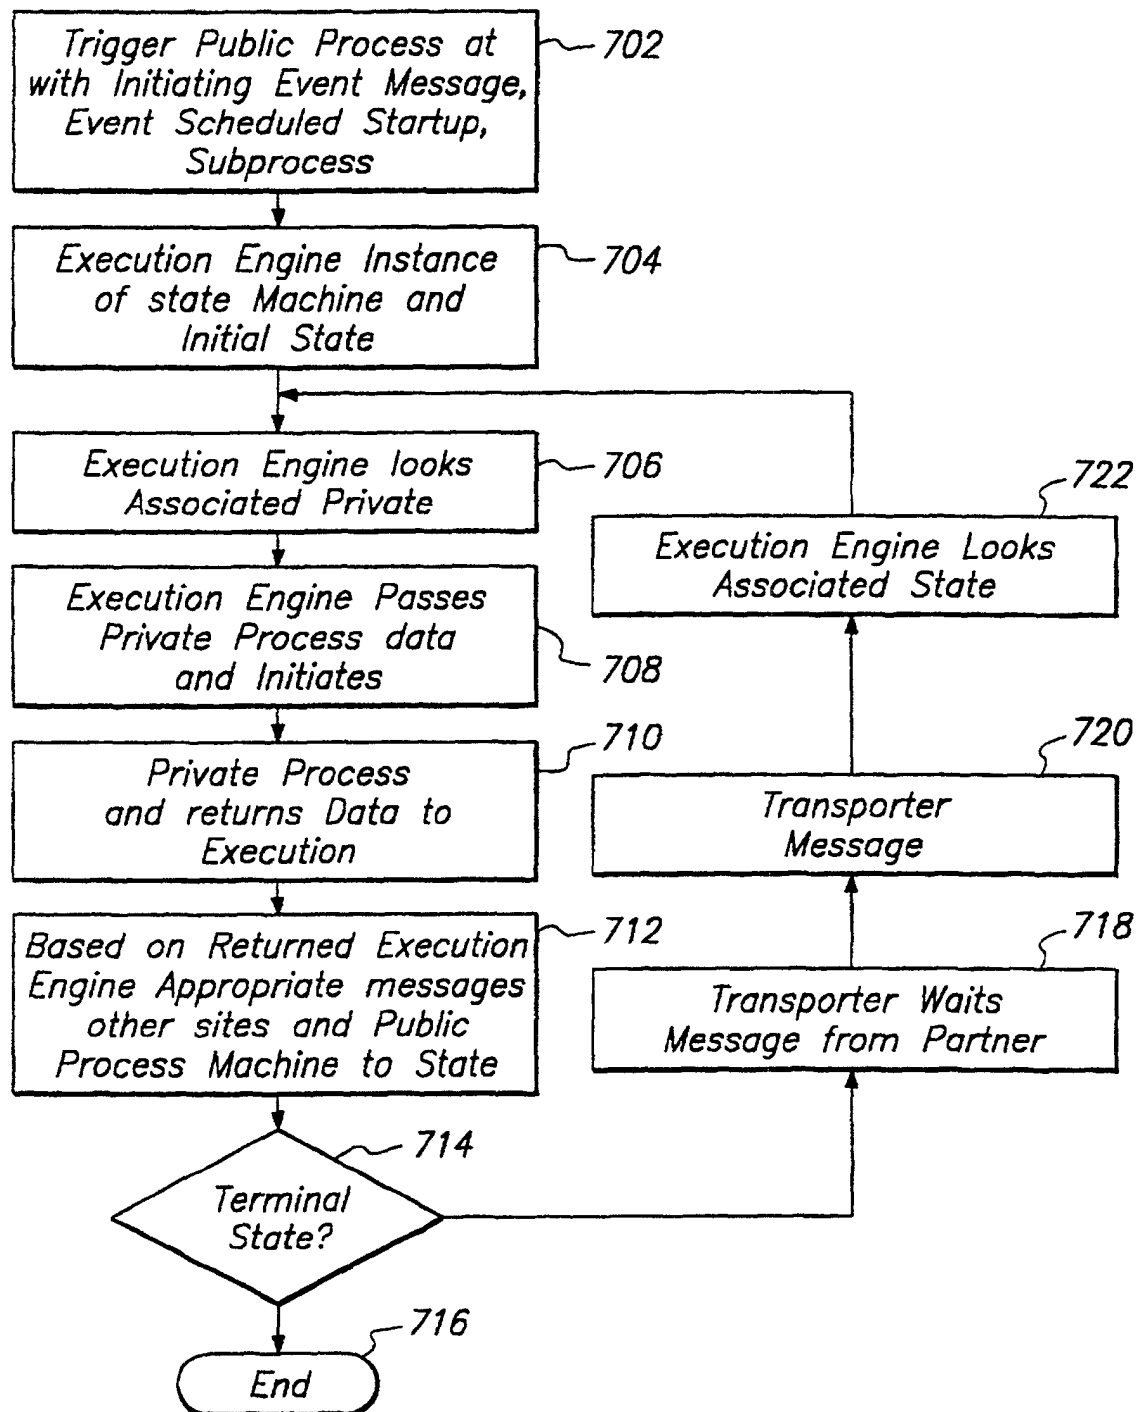 Trigger Public Process at
with Initiating Event Message,
Event Scheduled Startup,
Subprocess
702
Execution Engine Instance
of state Machine and
Initial State
704
Execution Engine looks
Associated Private
706
Execution Engine Passes
Private Process data
and Initiates
708
Private Process
and returns Data to
Execution
710
Based on Returned Execution
Engine Appropriate messages
other sites and Public
Process Machine to State
712
Terminal
State?
714
End
716
Transporter Waits
Message from Partner
718
Transporter
Message
720
Execution Engine Looks
Associated State
722